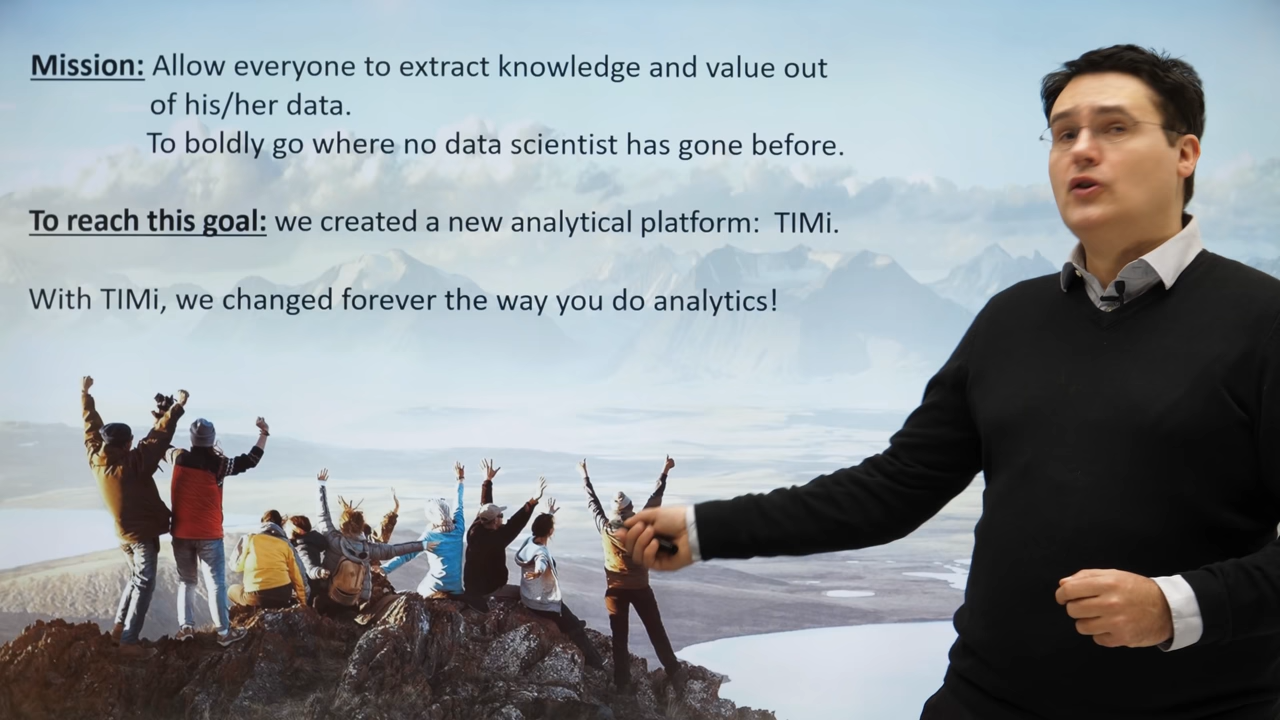 Mission: Allow everyone to extract knowledge and value out
of his/her data.
To boldly go where no data scientist has gone before.
To reach this goal: we created a new analytical platform: TIMi.
With TIMi, we changed forever the way you do analytics!